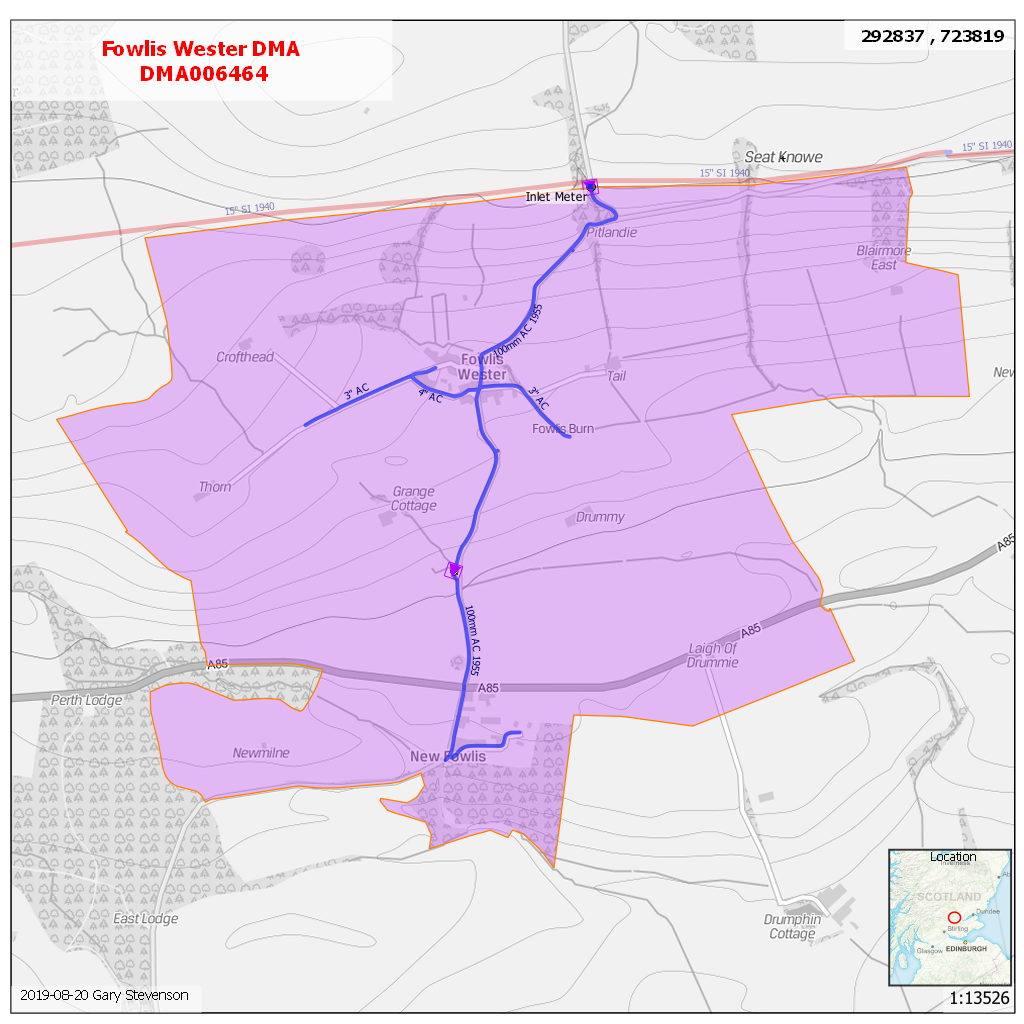 Fowlis Wester DMA
DMA006464
292837 , 723819
15" SI 1940
Seat Knowe
15" SI 1940
Inlet Meter
15" SI 1940
Pitlandie
Blairmore
East
100mm AC 1955
Crofthead
Fowlis
Wester
Tail
3" AC
4" AC
3" AC
Fowlis Burn
Thorn
Grange
Cottage
Drummy
A85
100mm AC 1955
A85
Laigh Of
Drummie
A85
A85
Perth Lodge
Newmilne
New Fowlis
East Lodge
Drumphin
Cottage
Location
SCOTLAND
Dundee
Stirling
Glasgow
EDINBURGH
2019-08-20 Gary Stevenson
1:13526